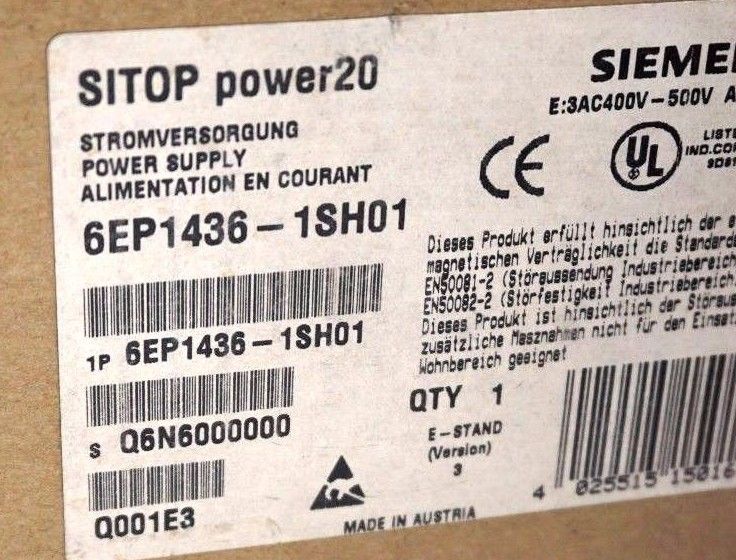 SITOP power20
STROMVERSORGUNG
POWER SUPPLY
ALIMENTATION EN COURANT
6EP1436-1SH01
1P 6EP1436-1SH01
S Q6N6000000
Q001E3
SIEME
E:3AC400V-500V A
CE
UL
LISTE
IND.CON
Dieses Produkt erfüllt hinsichtlich der e
magnetischen Verträglichkeit die Standard
EN50081-2 (Störaussendung Industriebereich
EN50082-2 (Störfestigkeit Industriebereich
Dieses Produkt ist hinsichtlich der Störaus
zusätzliche Masznahmen nicht für den Einsat
Wohnbereich geeignet
QTY 1
E-STAND
(Version)
3
MADE IN AUSTRIA
4 025515 15016